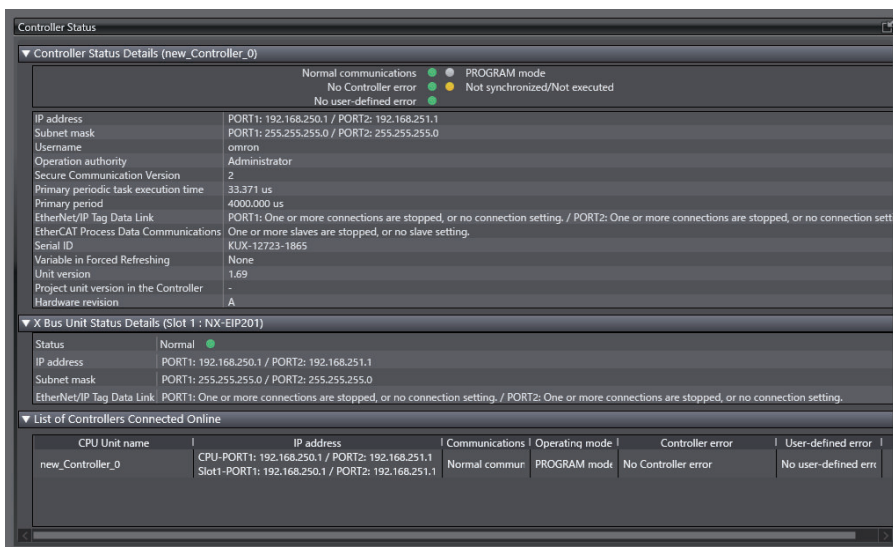 Controller Status
▼ Controller Status Details (new_Controller_0)
Normal communications PROGRAM mode
No Controller error Not synchronized/Not executed
No user-defined error
IP address PORT1: 192.168.250.1 / PORT2: 192.168.251.1
Subnet mask PORT1: 255.255.255.0 / PORT2: 255.255.255.0
Username omron
Operation authority Administrator
Secure Communication Version 2
Primary periodic task execution time 33.371 us
Primary period 4000.000 us
EtherNet/IP Tag Data Link PORT1: One or more connections are stopped, or no connection setting. / PORT2: One or more connections are stopped, or no connection sett
EtherCAT Process Data Communications One or more slaves are stopped, or no slave setting.
Serial ID KUX-12723-1865
Variable in Forced Refreshing None
Unit version 1.69
Project unit version in the Controller -
Hardware revision A
▼ X Bus Unit Status Details (Slot 1 : NX-EIP201)
Status Normal
IP address PORT1: 192.168.250.1 / PORT2: 192.168.251.1
Subnet mask PORT1: 255.255.255.0 / PORT2: 255.255.255.0
EtherNet/IP Tag Data Link PORT1: One or more connections are stopped, or no connection setting. / PORT2: One or more connections are stopped, or no connection setting.
▼ List of Controllers Connected Online
CPU Unit name | IP address | Communications | Operating mode | Controller error | User-defined error |
new_Controller_0 CPU-PORT1: 192.168.250.1 / PORT2: 192.168.251.1 Normal commun PROGRAM mode No Controller error No user-defined erro
Slot1-PORT1: 192.168.250.1 / PORT2: 192.168.251.1